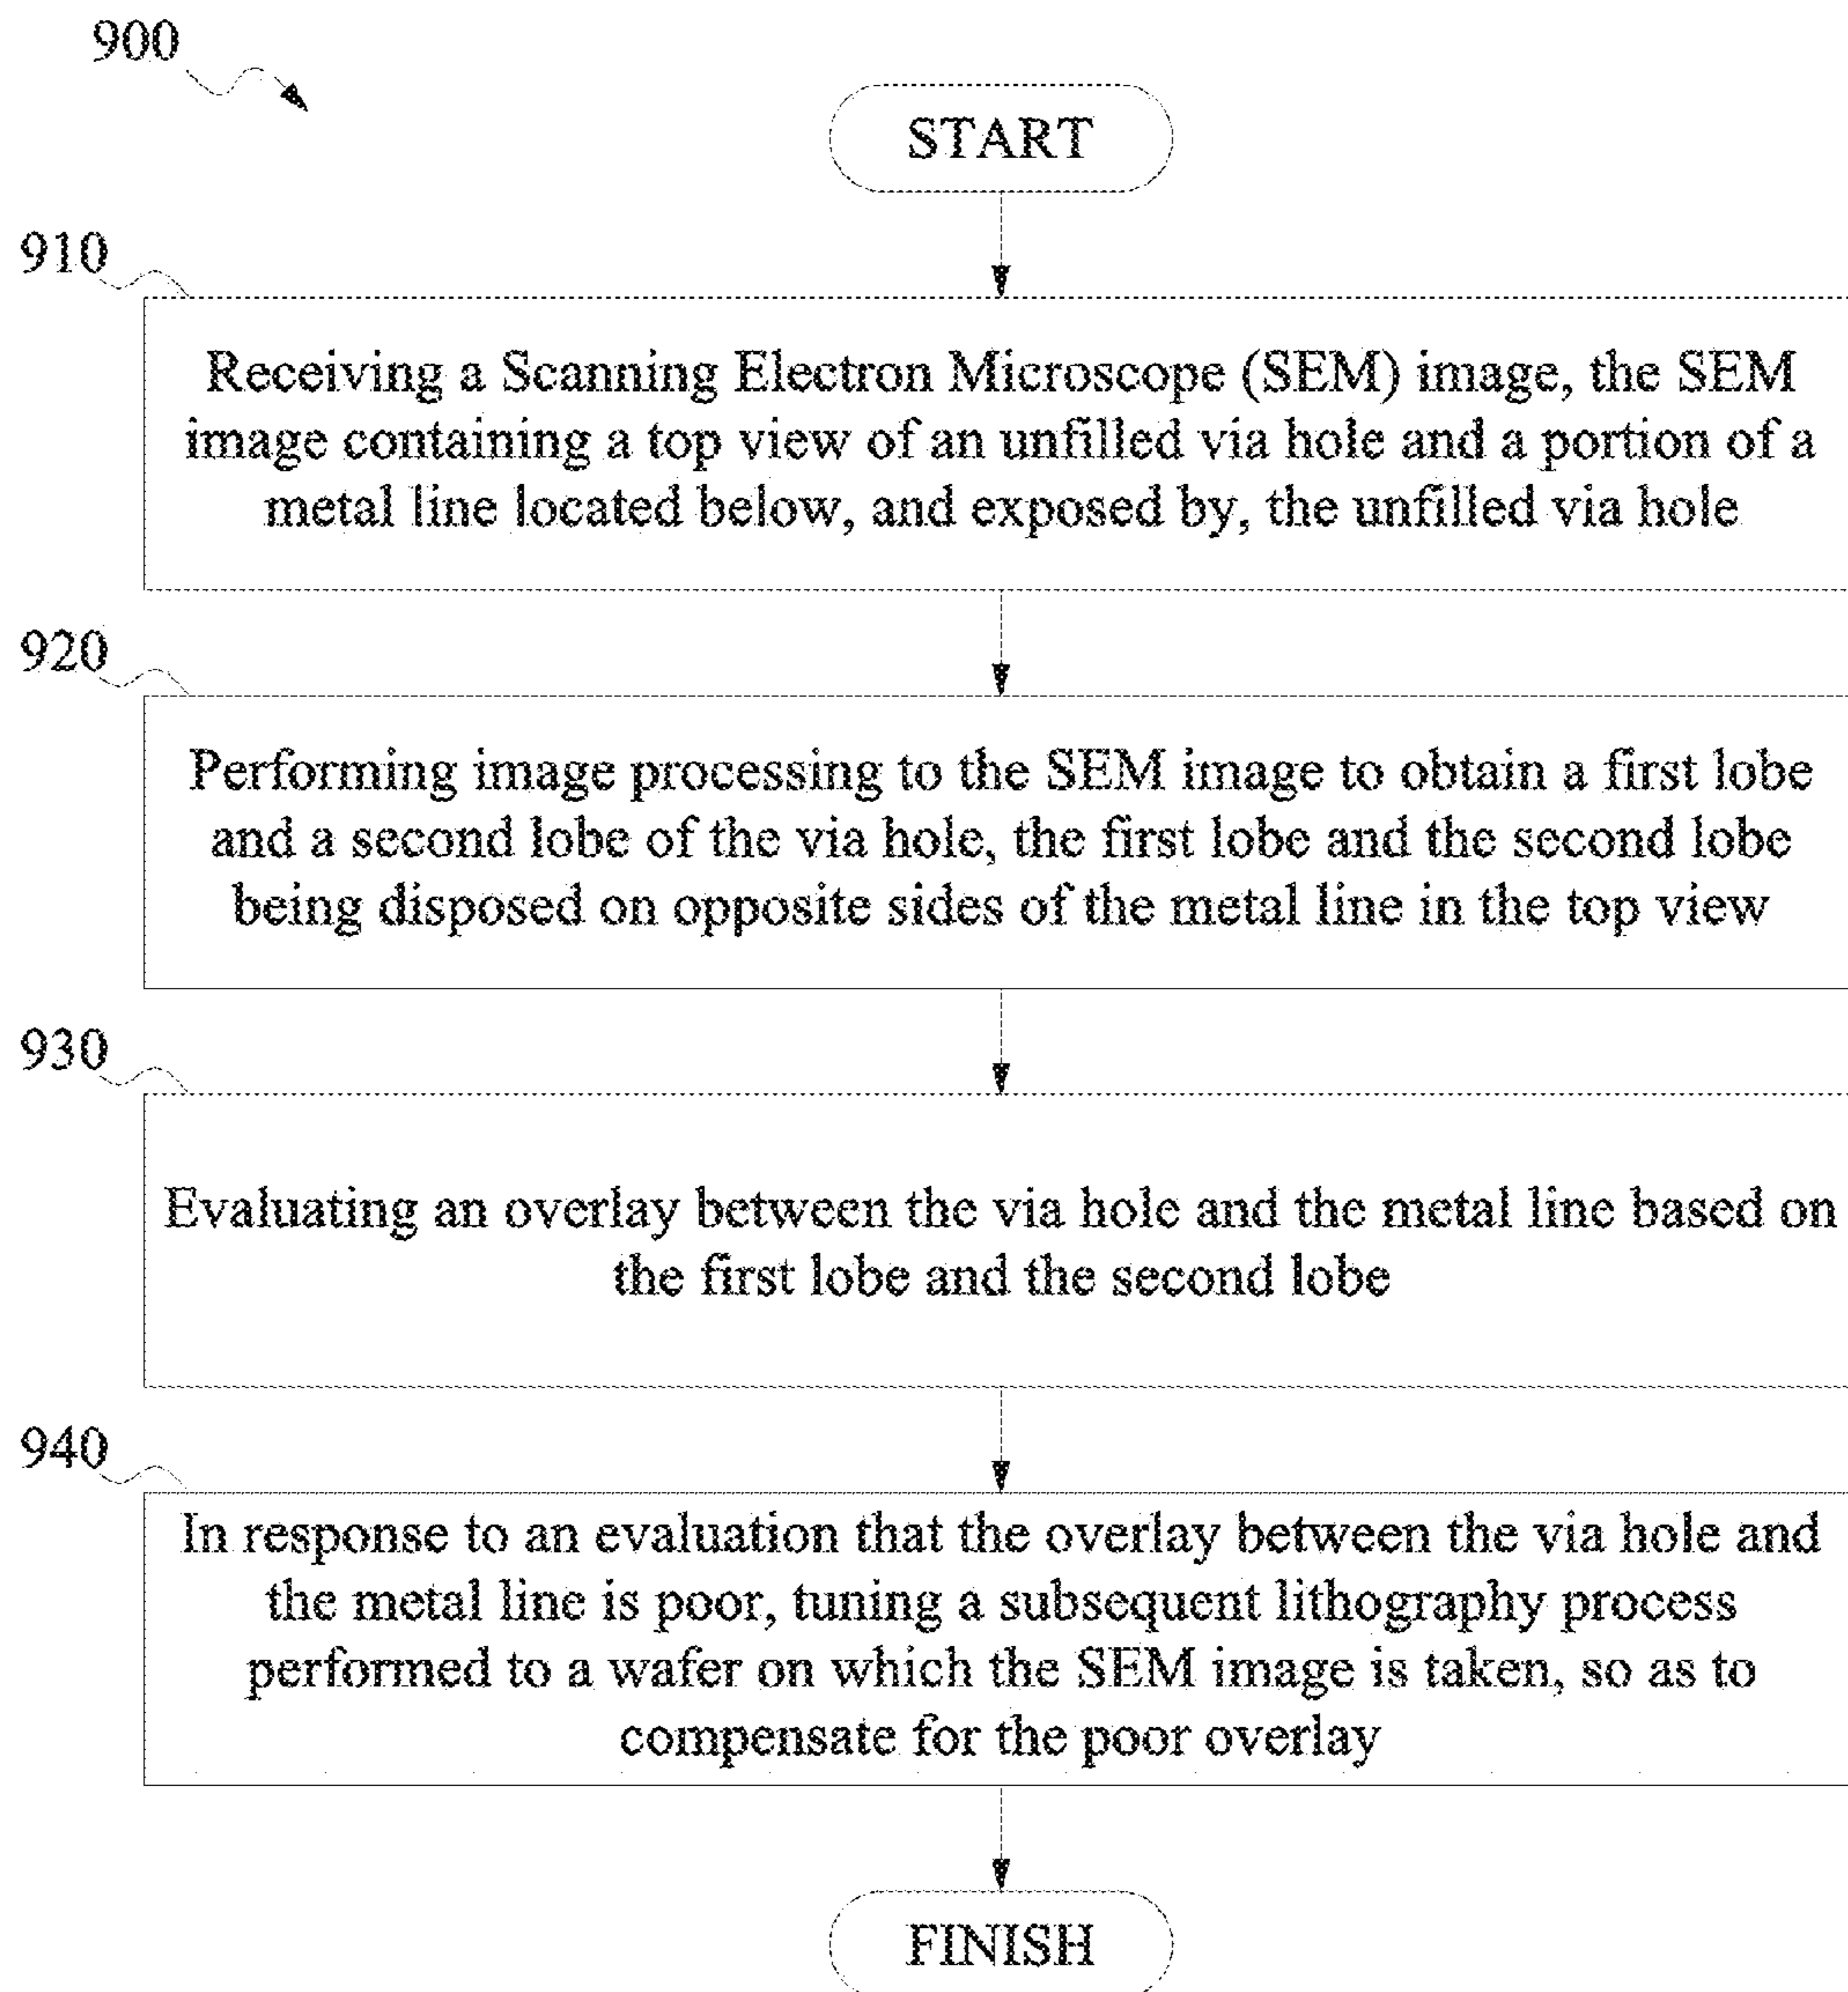 900
START
910
Receiving a Scanning Electron Microscope (SEM) image, the SEM
image containing a top view of an unfilled via hole and a portion of a
metal line located below, and exposed by, the unfilled via hole
920
Performing image processing to the SEM image to obtain a first lobe
and a second lobe of the via hole, the first lobe and the second lobe
being disposed on opposite sides of the metal line in the top view
930
Evaluating an overlay between the via hole and the metal line based on
the first lobe and the second lobe
940
In response to an evaluation that the overlay between the via hole and
the metal line is poor, tuning a subsequent lithography process
performed to a wafer on which the SEM image is taken, so as to
compensate for the poor overlay
FINISH